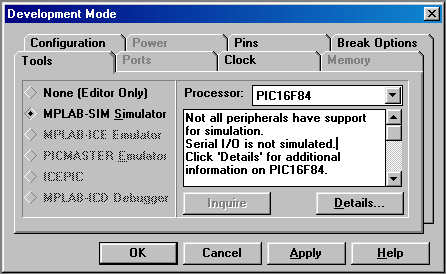 Development Mode
Configuration Power Pins Break Options
Tools Ports Clock Memory
None (Editor Only)
MPLAB-SIM Simulator
MPLAB-ICE Emulator
PICMASTER Emulator
ICEPIC
MPLAB-ICD Debugger
Processor: PIC16F84
Not all peripherals have support
for simulation.
Serial I/O is not simulated.
Click 'Details' for additional
information on PIC16F84.
Inquire Details...
OK Cancel Apply Help